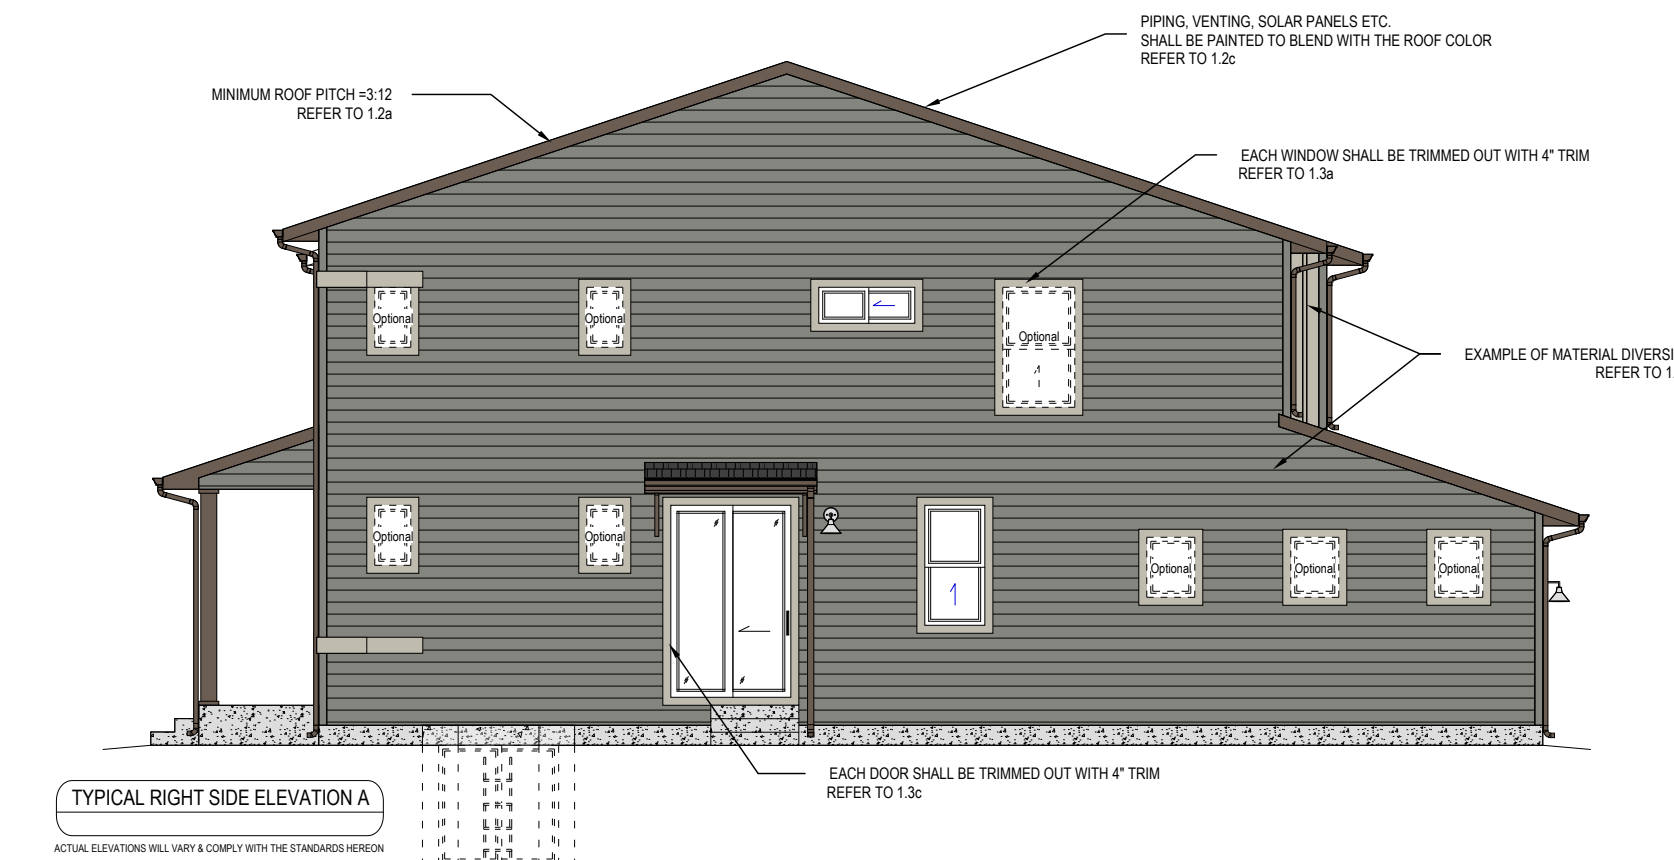 PIPING, VENTING, SOLAR PANELS ETC.
SHALL BE PAINTED TO BLEND WITH THE ROOF COLOR
REFER TO 1.2c
MINIMUM ROOF PITCH =3:12
REFER TO 1.2a
EACH WINDOW SHALL BE TRIMMED OUT WITH 4" TRIM
REFER TO 1.3a
Optional
Optional
Optional
EXAMPLE OF MATERIAL DIVERSI
REFER TO 1.
Optional
Optional
Optional
Optional
Optional
EACH DOOR SHALL BE TRIMMED OUT WITH 4" TRIM
REFER TO 1.3c
TYPICAL RIGHT SIDE ELEVATION A
ACTUAL ELEVATIONS WILL VARY & COMPLY WITH THE STANDARDS HEREON